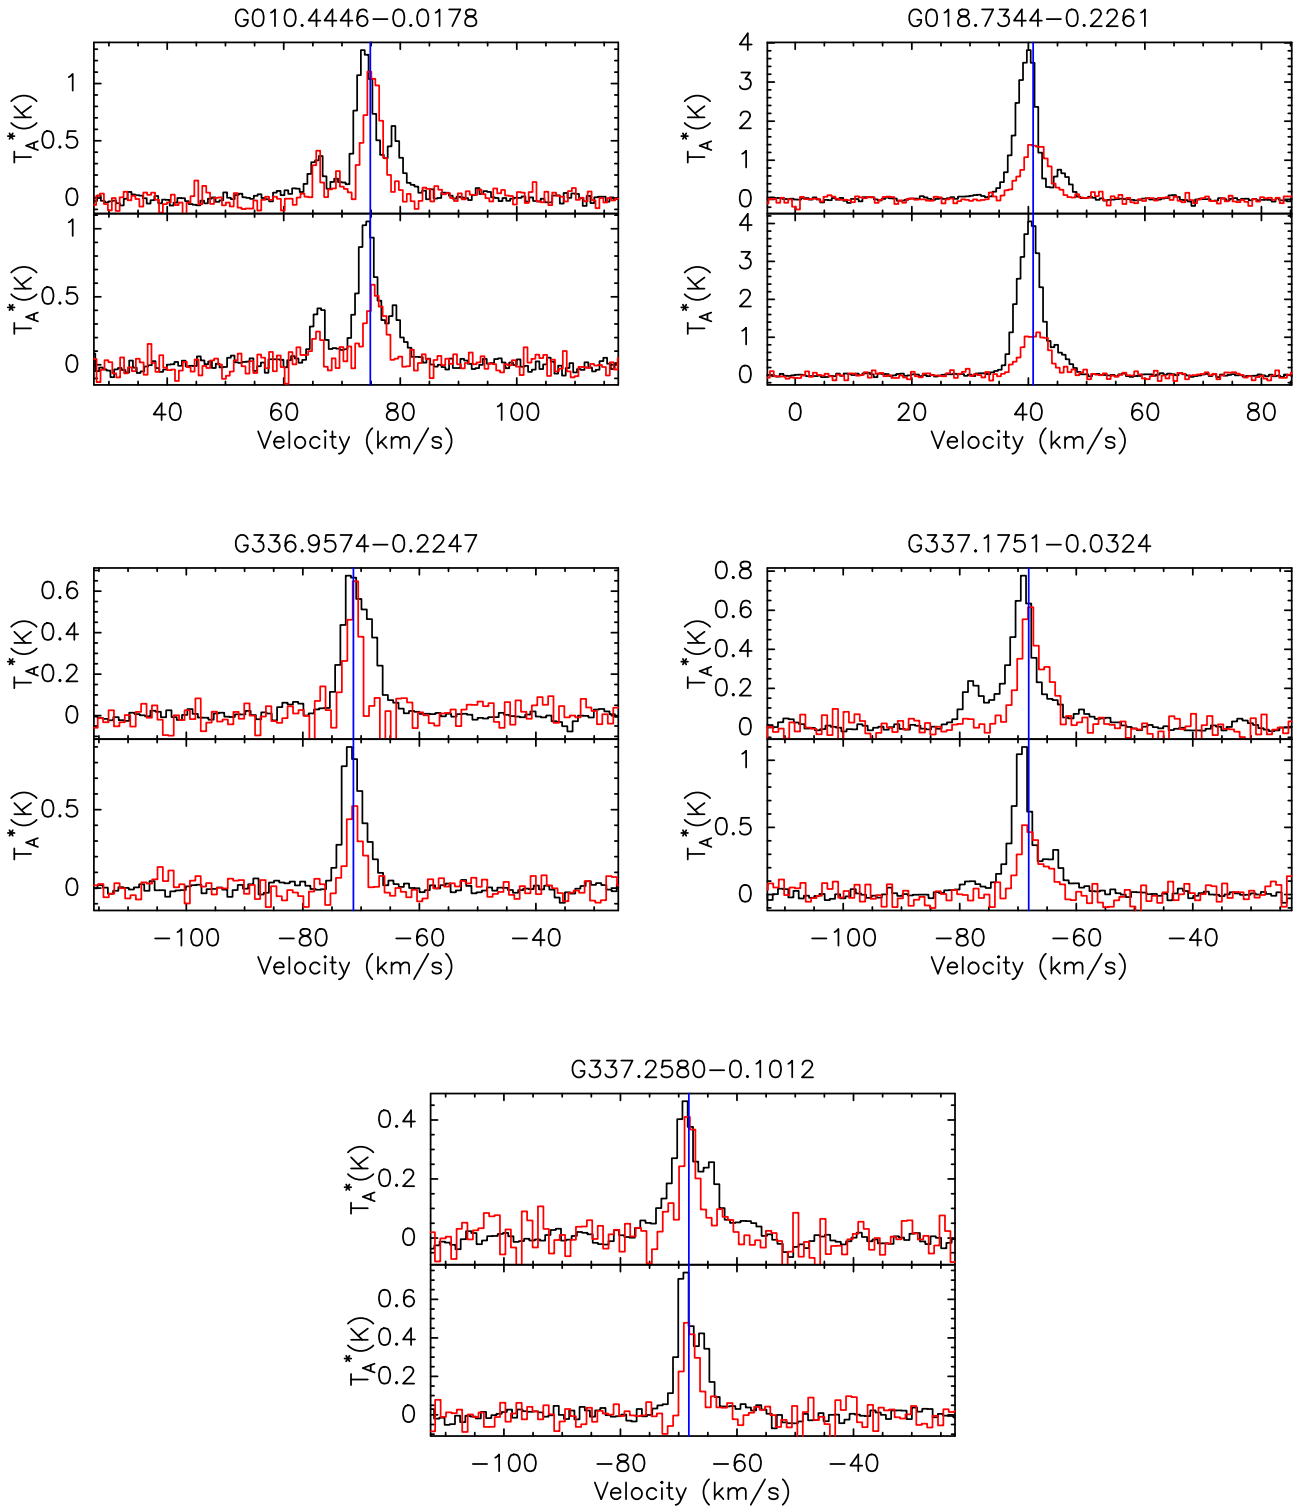 G010.4446−0.0178
T_A*(K)
1
0.5
0
T_A*(K)
1
0.5
0
40 60 80 100
Velocity (km/s)
G018.7344−0.2261
T_A*(K)
4
3
2
1
0
T_A*(K)
4
3
2
1
0
0 20 40 60 80
Velocity (km/s)
G336.9574−0.2247
T_A*(K)
0.6
0.4
0.2
0
T_A*(K)
0.5
0
−100 −80 −60 −40
Velocity (km/s)
G337.1751−0.0324
T_A*(K)
0.8
0.6
0.4
0.2
0
T_A*(K)
1
0.5
0
−100 −80 −60 −40
Velocity (km/s)
G337.2580−0.1012
T_A*(K)
0.4
0.2
0
T_A*(K)
0.6
0.4
0.2
0
−100 −80 −60 −40
Velocity (km/s)